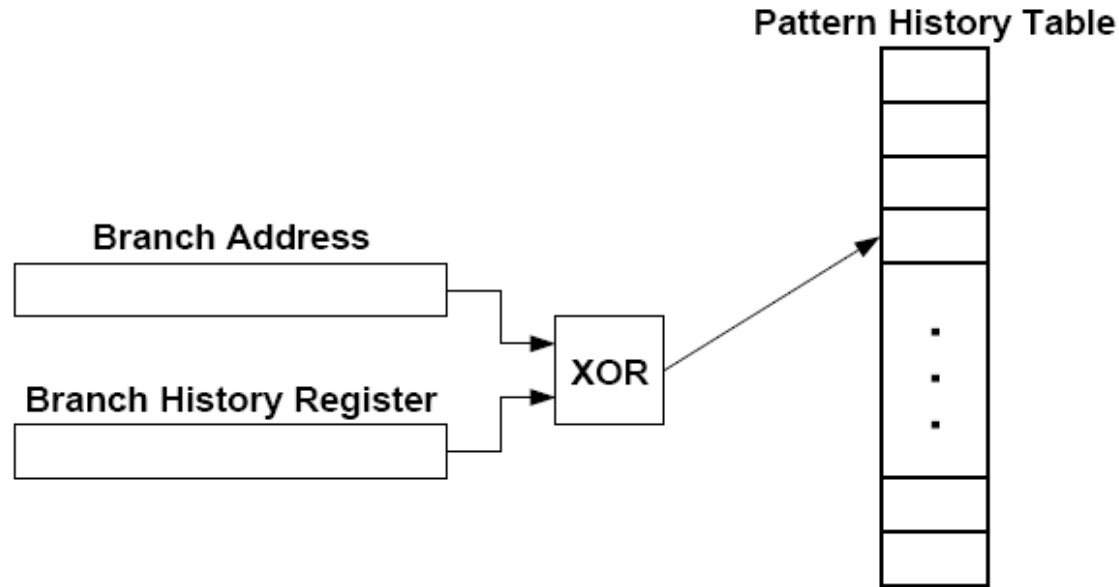 Pattern History Table
Branch Address
XOR
Branch History Register